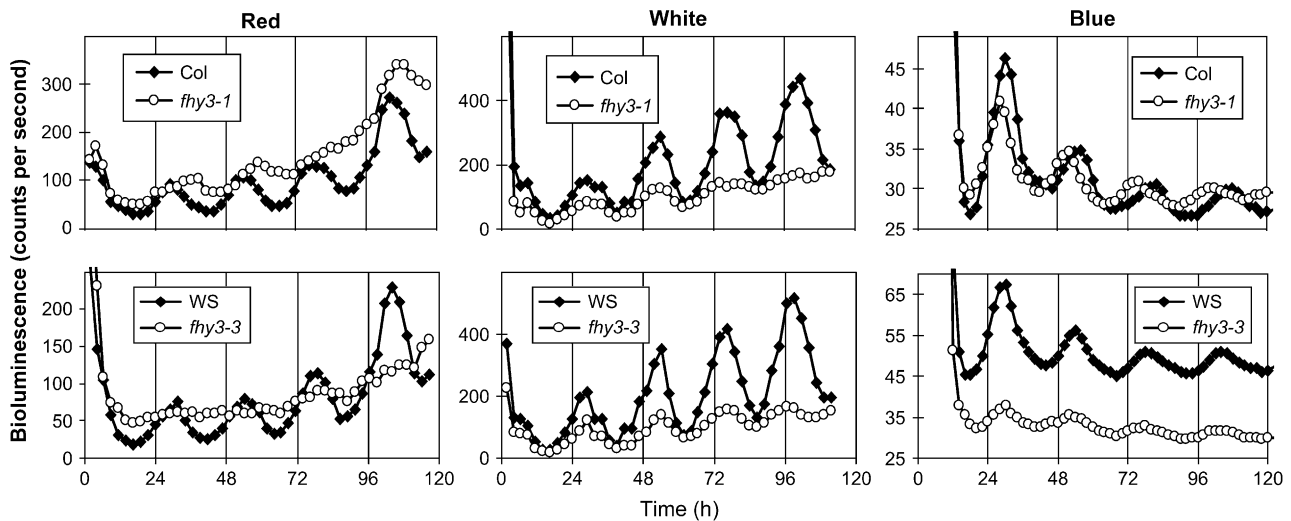 Red
White
Blue
Bioluminescence (counts per second)
300
200
100
0
Col
fhy3-1
400
200
0
Col
fhy3-1
45
40
35
30
25
Col
fhy3-1
200
150
100
50
0
WS
fhy3-3
0 24 48 72 96 120
400
200
0
WS
fhy3-3
0 24 48 72 96 120
65
55
45
35
25
WS
fhy3-3
0 24 48 72 96 120
Time (h)